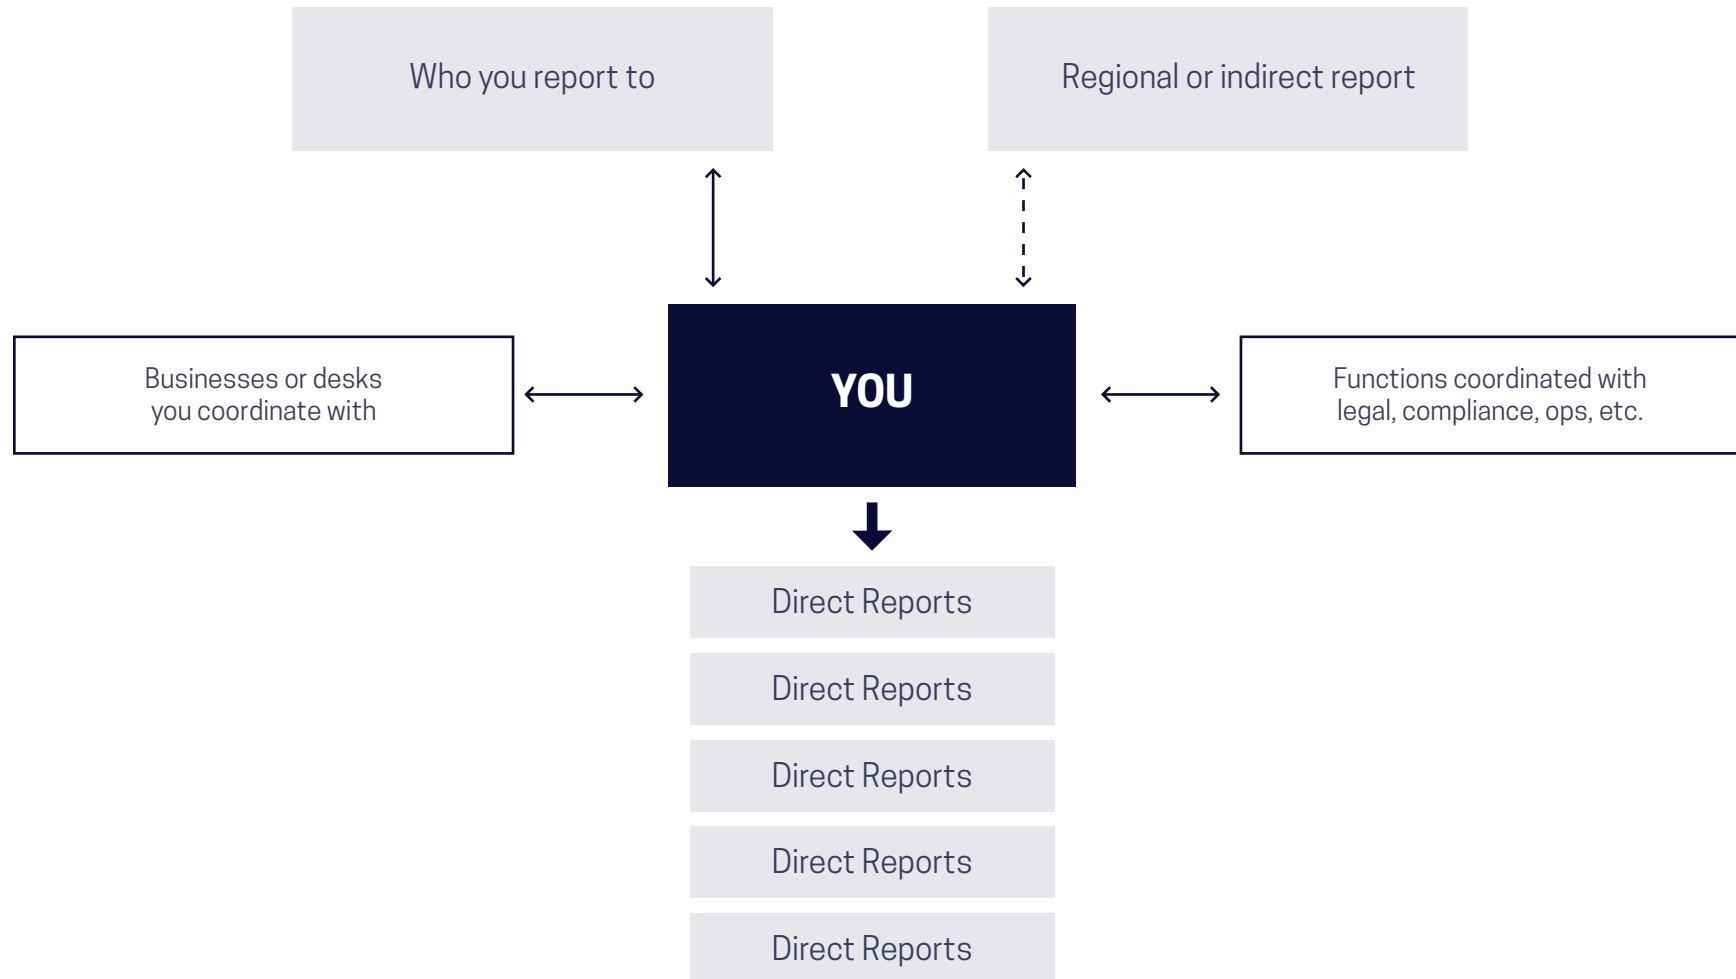 Who you report to
Regional or indirect report
Businesses or desks
you coordinate with
YOU
Functions coordinated with
legal, compliance, ops, etc.
Direct Reports
Direct Reports
Direct Reports
Direct Reports
Direct Reports